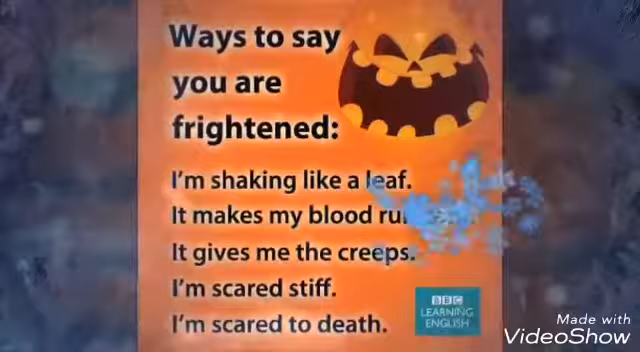 Ways to say
you are
frightened:
I'm shaking like a leaf.
It makes my blood
It gives me the creeps.
I'm scared stiff.
I'm scared to death.
BBC
LEARNING
ENGLISH
Made with
VideoShow